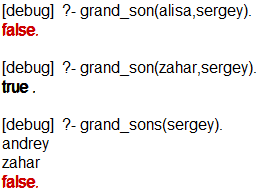 [debug]  ?- grand_son(alisa,sergey).
false.
[debug]  ?- grand_son(zahar,sergey).
true .
[debug]  ?- grand_sons(sergey).
andrey
zahar
false.